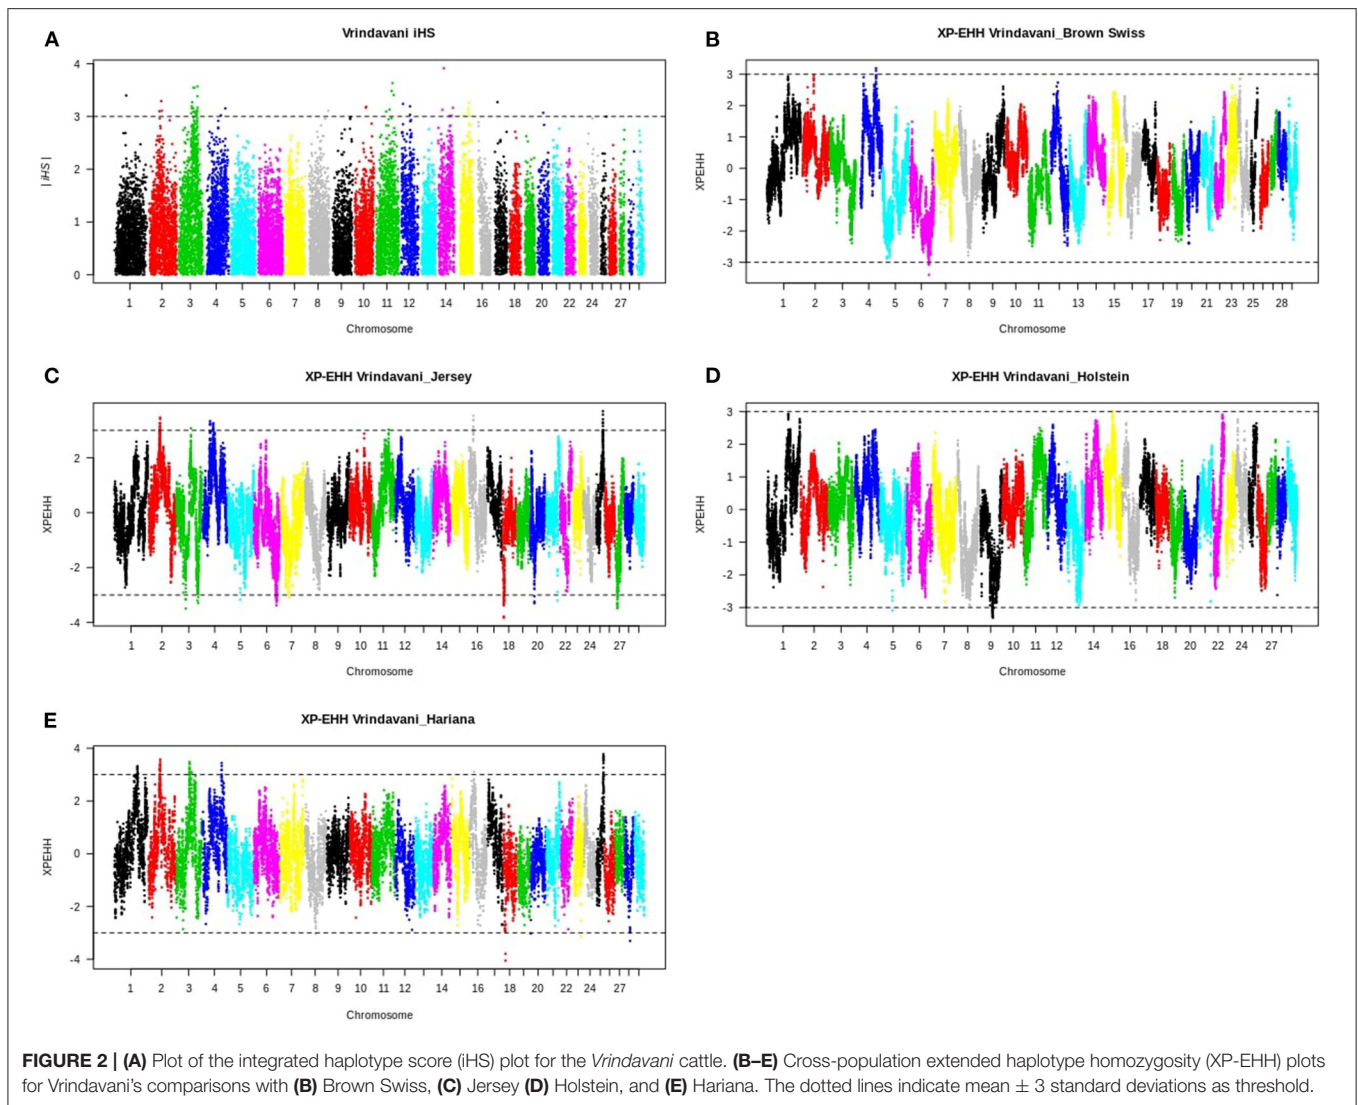 A
Vrindavani iHS
| iHS |
4
3
2
1
0
1 2 3 4 5 6 7 8 9 10 11 12 14 16 18 20 22 24 27
Chromosome
B
XP-EHH Vrindavani_Brown Swiss
XPEHH
3
2
1
0
-1
-2
-3
1 2 3 4 5 6 7 8 9 10 11 13 15 17 19 21 23 25 28
Chromosome
C
XP-EHH Vrindavani_Jersey
XPEHH
2
0
-2
-4
1 2 3 4 5 6 7 8 9 10 11 12 14 16 18 20 22 24 27
Chromosome
D
XP-EHH Vrindavani_Holstein
XPEHH
3
2
1
0
-1
-2
-3
1 2 3 4 5 6 7 8 9 10 11 12 14 16 18 20 22 24 27
Chromosome
E
XP-EHH Vrindavani_Hariana
XPEHH
4
2
0
-2
-4
1 2 3 4 5 6 7 8 9 10 11 12 14 16 18 20 22 24 27
Chromosome
FIGURE 2 | (A) Plot of the integrated haplotype score (iHS) plot for the Vrindavani cattle. (B–E) Cross-population extended haplotype homozygosity (XP-EHH) plots
for Vrindavani's comparisons with (B) Brown Swiss, (C) Jersey (D) Holstein, and (E) Hariana. The dotted lines indicate mean ± 3 standard deviations as threshold.